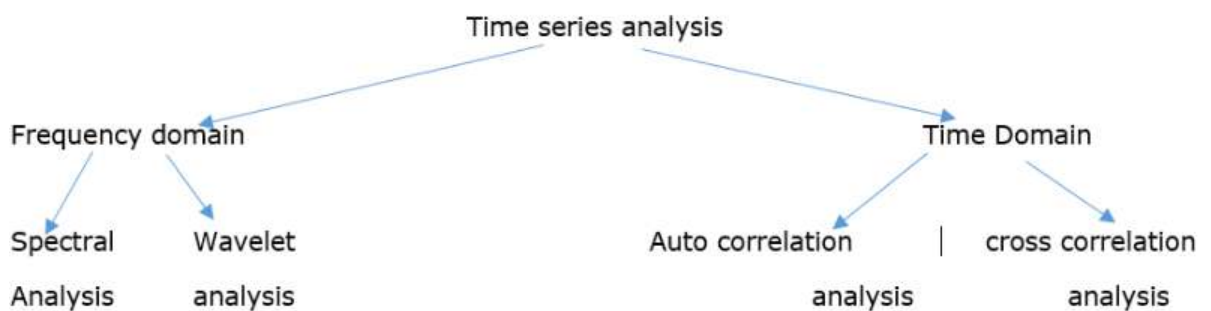 Time series analysis
Frequency domain Time Domain
Spectral Wavelet Auto correlation | cross correlation
Analysis analysis analysis analysis